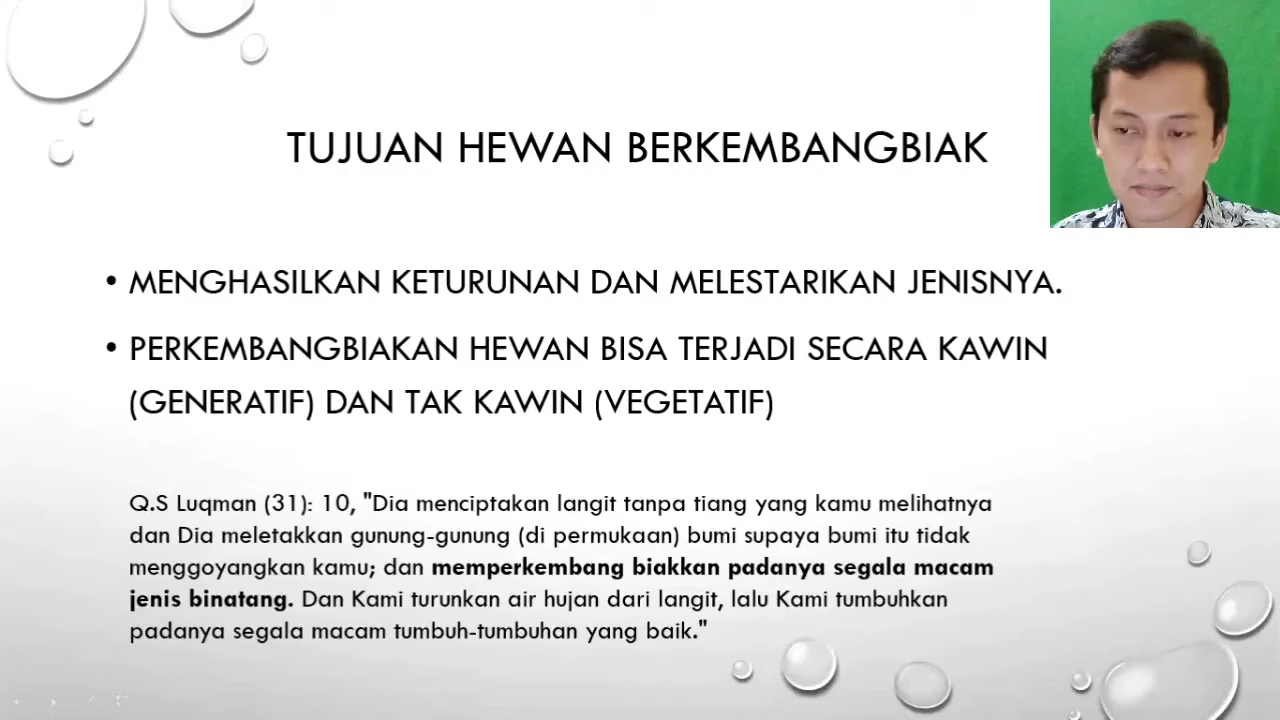 TUJUAN HEWAN BERKEMBANGBIAK
• MENGHASILKAN KETURUNAN DAN MELESTARIKAN JENISNYA.
• PERKEMBANGBIAKAN HEWAN BISA TERJADI SECARA KAWIN
(GENERATIF) DAN TAK KAWIN (VEGETATIF)
Q.S Luqman (31): 10, "Dia menciptakan langit tanpa tiang yang kamu melihatnya
dan Dia meletakkan gunung-gunung (di permukaan) bumi supaya bumi itu tidak
menggoyangkan kamu; dan memperkembang biakkan padanya segala macam
jenis binatang. Dan Kami turunkan air hujan dari langit, lalu Kami tumbuhkan
padanya segala macam tumbuh-tumbuhan yang baik."